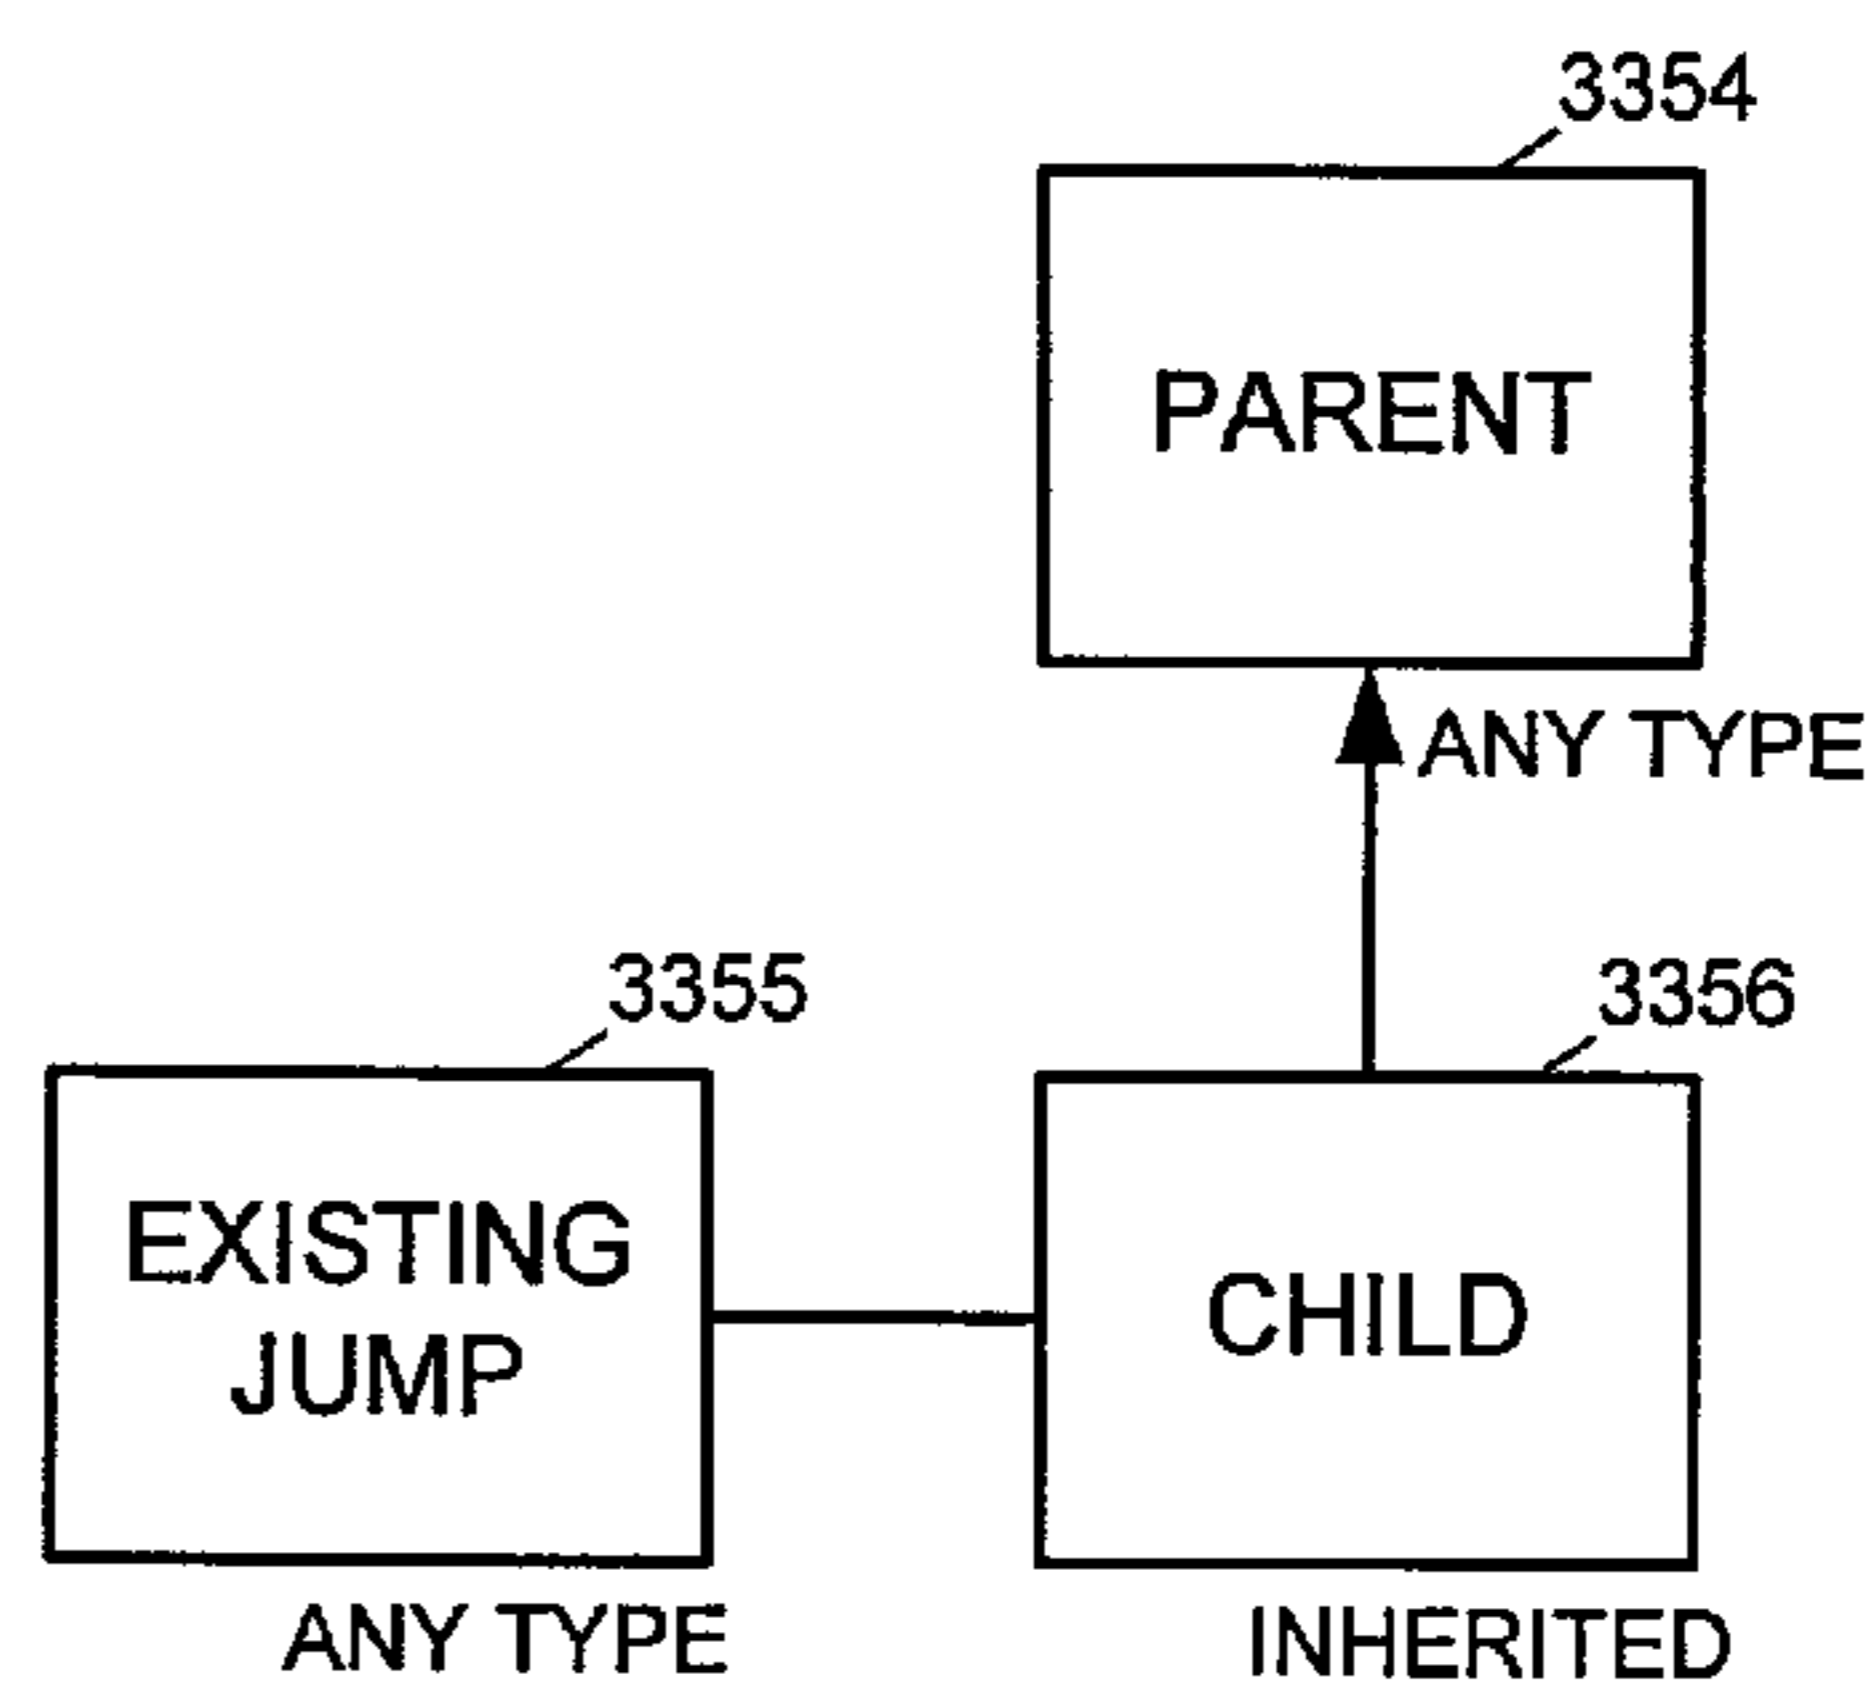 3354
PARENT
ANY TYPE
3355
3356
EXISTING
JUMP
CHILD
ANY TYPE
INHERITED